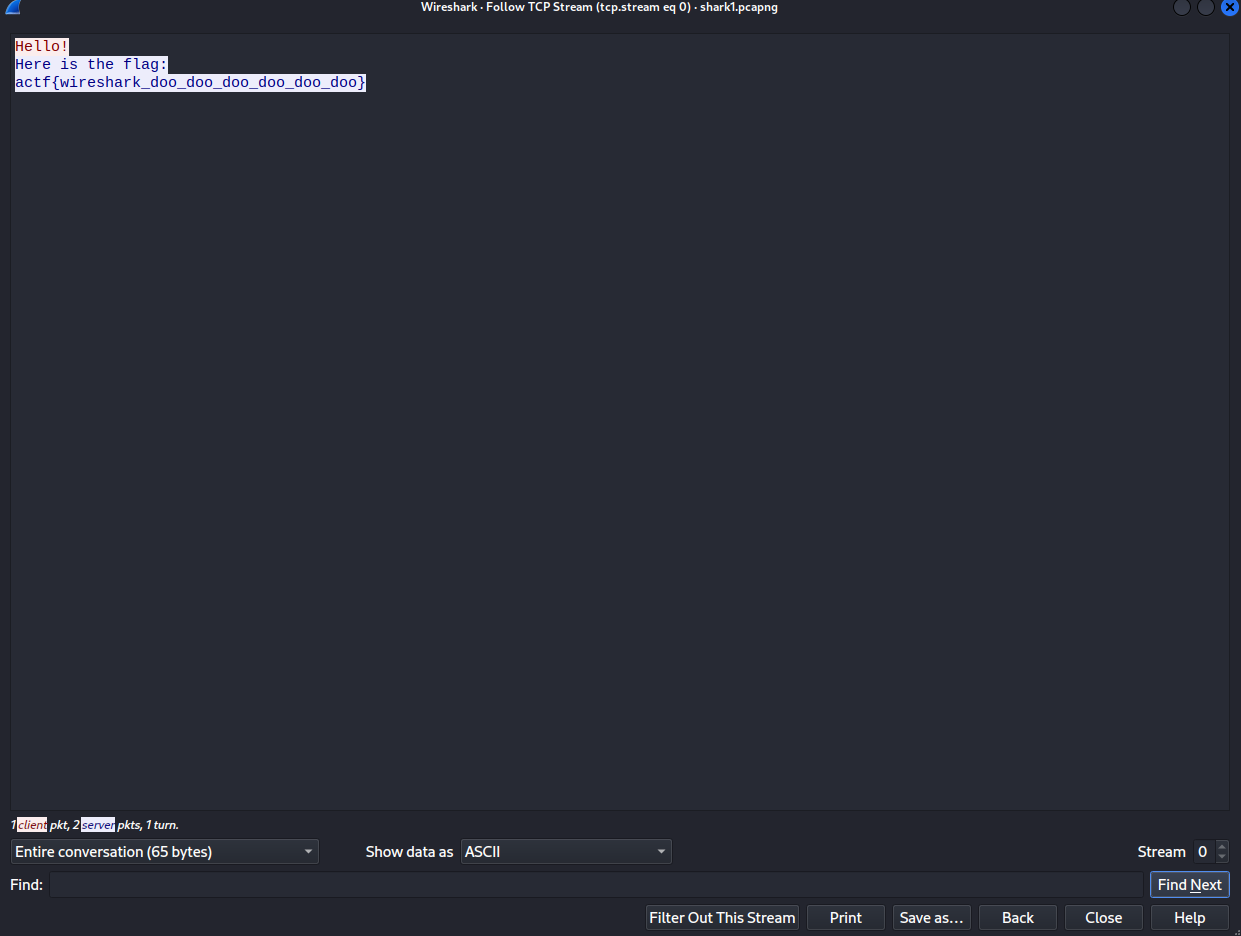 Wireshark · Follow TCP Stream (tcp.stream eq 0) · shark1.pcapng
Hello!
Here is the flag:
actf{wireshark_doo_doo_doo_doo_doo_doo}
1 client pkt, 2 server pkts, 1 turn.
Entire conversation (65 bytes) Show data as ASCII Stream 0
Find: Find Next
Filter Out This Stream Print Save as… Back Close Help